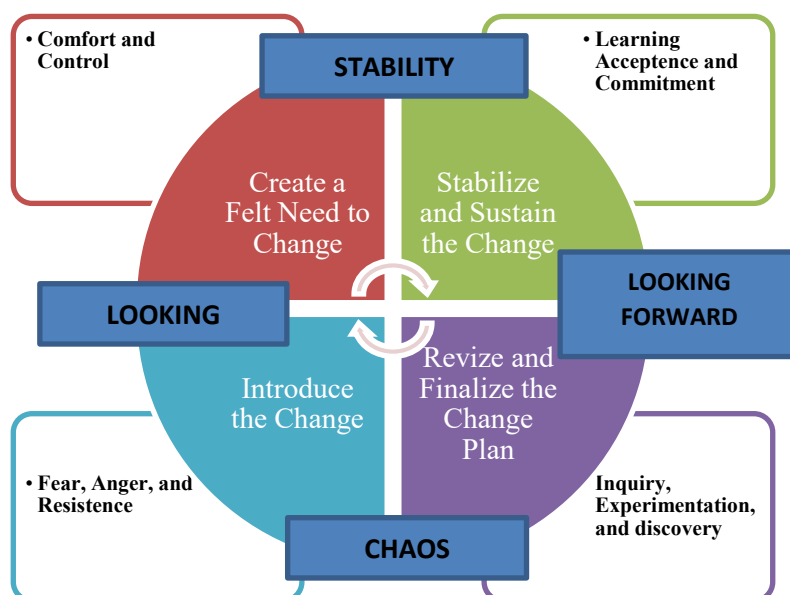 • Comfort and
Control
STABILITY
• Learning
Acceptence and
Commitment
Create a
Felt Need to
Change
Stabilize
and Sustain
the Change
LOOKING
LOOKING
FORWARD
Introduce
the Change
Revize and
Finalize the
Change
Plan
• Fear, Anger, and
Resistence
CHAOS
Inquiry,
Experimentation,
and discovery